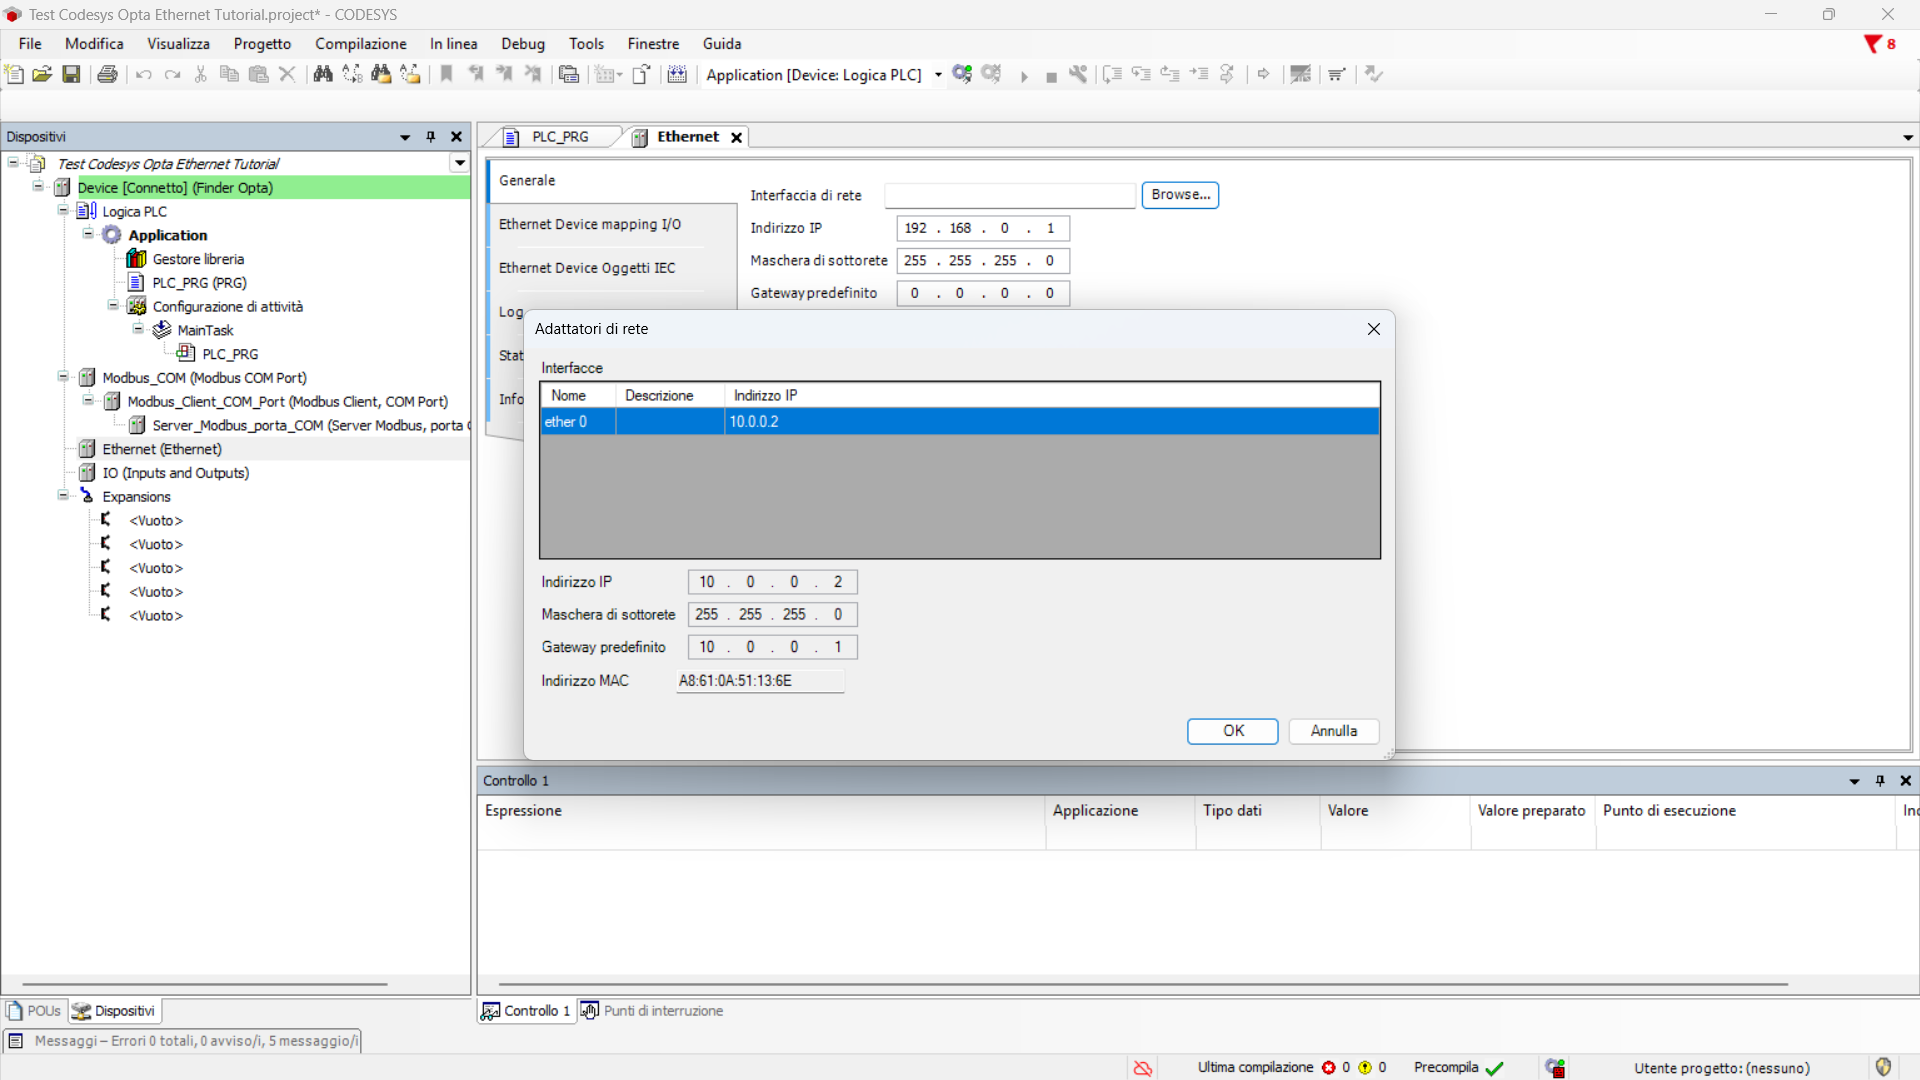 Test Codesys Opta Ethernet Tutorial.project* - CODESYS
File Modifica Visualizza Progetto Compilazione In linea Debug Tools Finestre Guida
8
Application [Device: Logica PLC]
Dispositivi
Test Codesys Opta Ethernet Tutorial
Device [Connetto] (Finder Opta)
Logica PLC
Application
Gestore libreria
PLC_PRG (PRG)
Configurazione di attività
MainTask
PLC_PRG
Modbus_COM (Modbus COM Port)
Modbus_Client_COM_Port (Modbus Client, COM Port)
Server_Modbus_porta_COM (Server Modbus, porta
Ethernet (Ethernet)
IO (Inputs and Outputs)
Expansions
<Vuoto>
<Vuoto>
<Vuoto>
<Vuoto>
<Vuoto>
PLC_PRG Ethernet
Generale
Ethernet Device mapping I/O
Ethernet Device Oggetti IEC
Log
Stat
Info
Interfaccia di rete Browse...
Indirizzo IP 192 . 168 . 0 . 1
Maschera di sottorete 255 . 255 . 255 . 0
Gateway predefinito 0 . 0 . 0 . 0
Adattatori di rete
Interfacce
Nome Descrizione Indirizzo IP
ether 0 10.0.0.2
Indirizzo IP 10 . 0 . 0 . 2
Maschera di sottorete 255 . 255 . 255 . 0
Gateway predefinito 10 . 0 . 0 . 1
Indirizzo MAC A8:61:0A:51:13:6E
OK Annulla
Controllo 1
Espressione Applicazione Tipo dati Valore Valore preparato Punto di esecuzione
POUs Dispositivi
Controllo 1 Punti di interruzione
Messaggi – Errori 0 totali, 0 avviso/i, 5 messaggio/i
Ultima compilazione 0 0 Precompila Utente progetto: (nessuno)